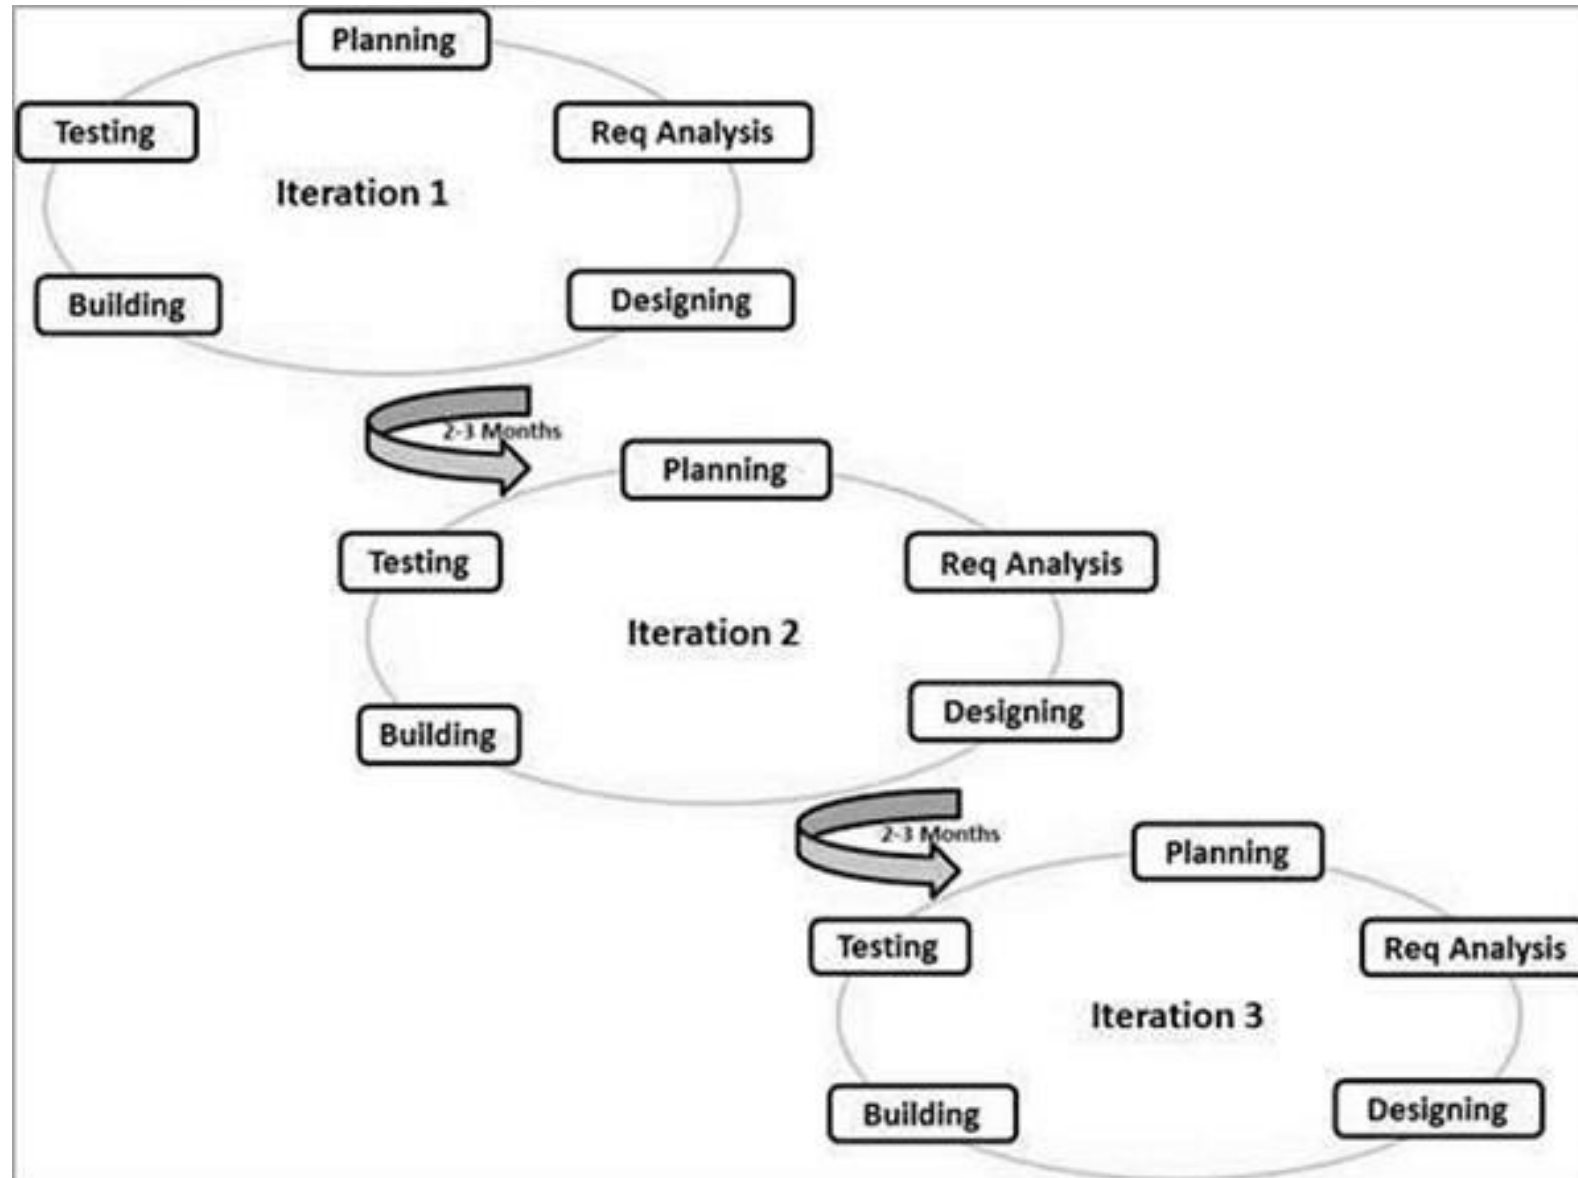 Planning
Testing
Req Analysis
Iteration 1
Building
Designing
2-3 Months
Planning
Testing
Req Analysis
Iteration 2
Building
Designing
2-3 Months
Planning
Testing
Req Analysis
Iteration 3
Building
Designing